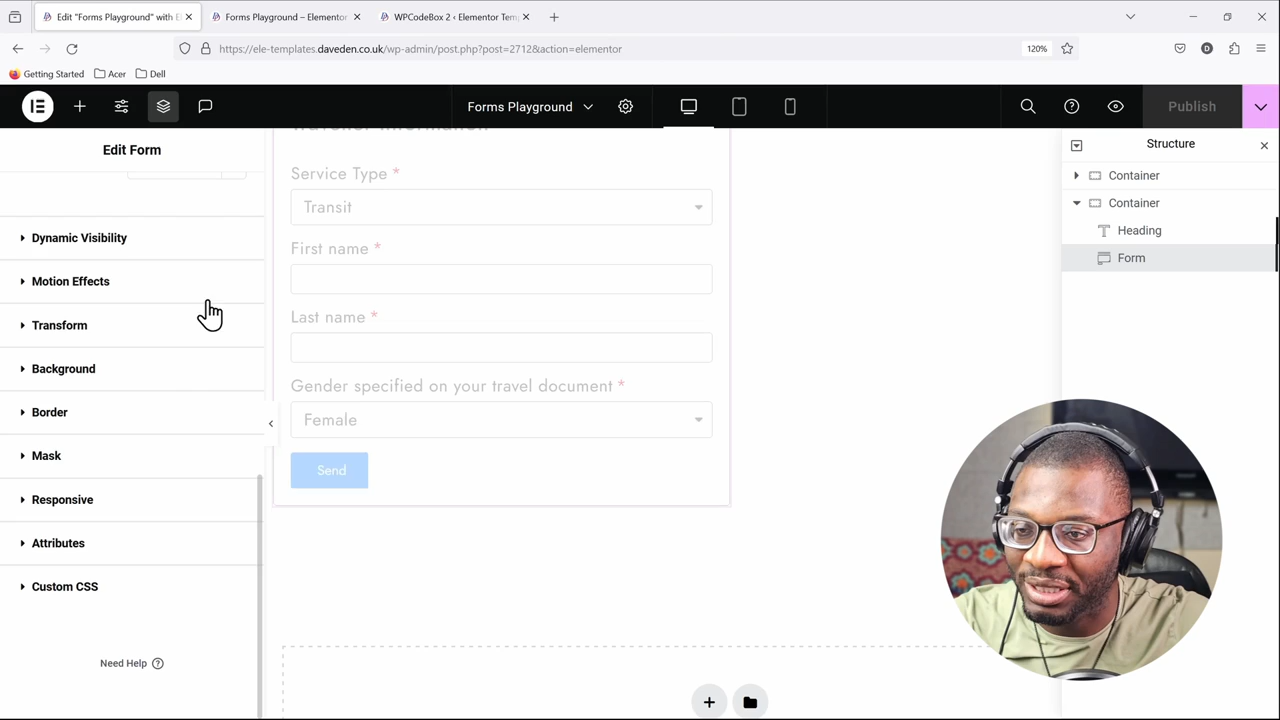 Edit "Forms Playground" with E
Forms Playground – Elementor
WPCodeBox 2 ‹ Elementor Tem
https://ele-templates.daveden.co.uk/wp-admin/post.php?post=2712&action=elementor
120%
D
Getting Started
Acer
Dell
Forms Playground
Publish
Edit Form
Structure
Container
Container
Heading
Form
Dynamic Visibility
Motion Effects
Transform
Background
Border
Mask
Responsive
Attributes
Custom CSS
Need Help
Service Type *
Transit
First name *
Last name *
Gender specified on your travel document *
Female
Send